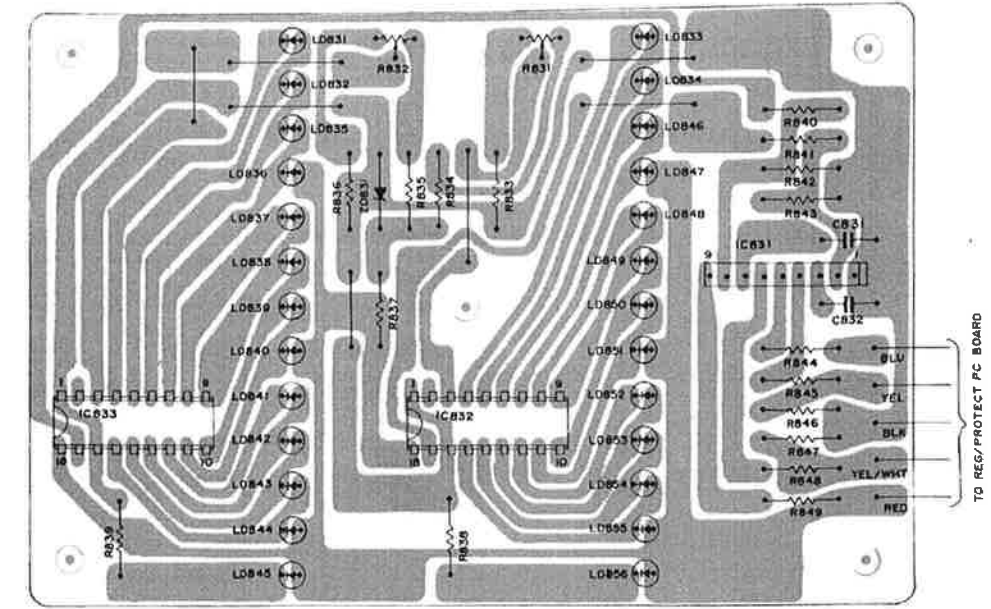 LD831
R832
R831
LD833
LD832
LD834
LD835
LD846
R840
R841
LD836
R836
ZD831
R835
R834
R833
LD847
R842
R843
LD837
LD848
C831
9
IC831
1
LD838
LD849
LD839
R837
LD850
C832
LD840
LD851
R844
BLU
1
9
IC833
18
10
LD841
1
9
IC832
18
10
LD852
R845
YEL
R846
LD842
LD853
BLK
R847
YEL/WHT
LD843
LD854
R848
RED
R849
LD844
LD855
R839
R838
LD845
LD856
TO REG/PROTECT PC BOARD